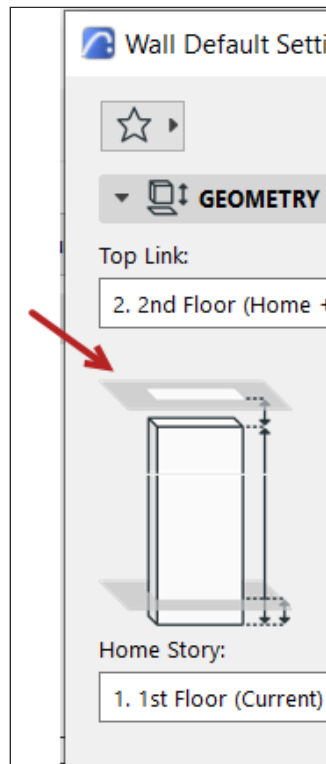 Wall Default Setti
GEOMETRY
Top Link:
2. 2nd Floor (Home +
Home Story:
1. 1st Floor (Current)